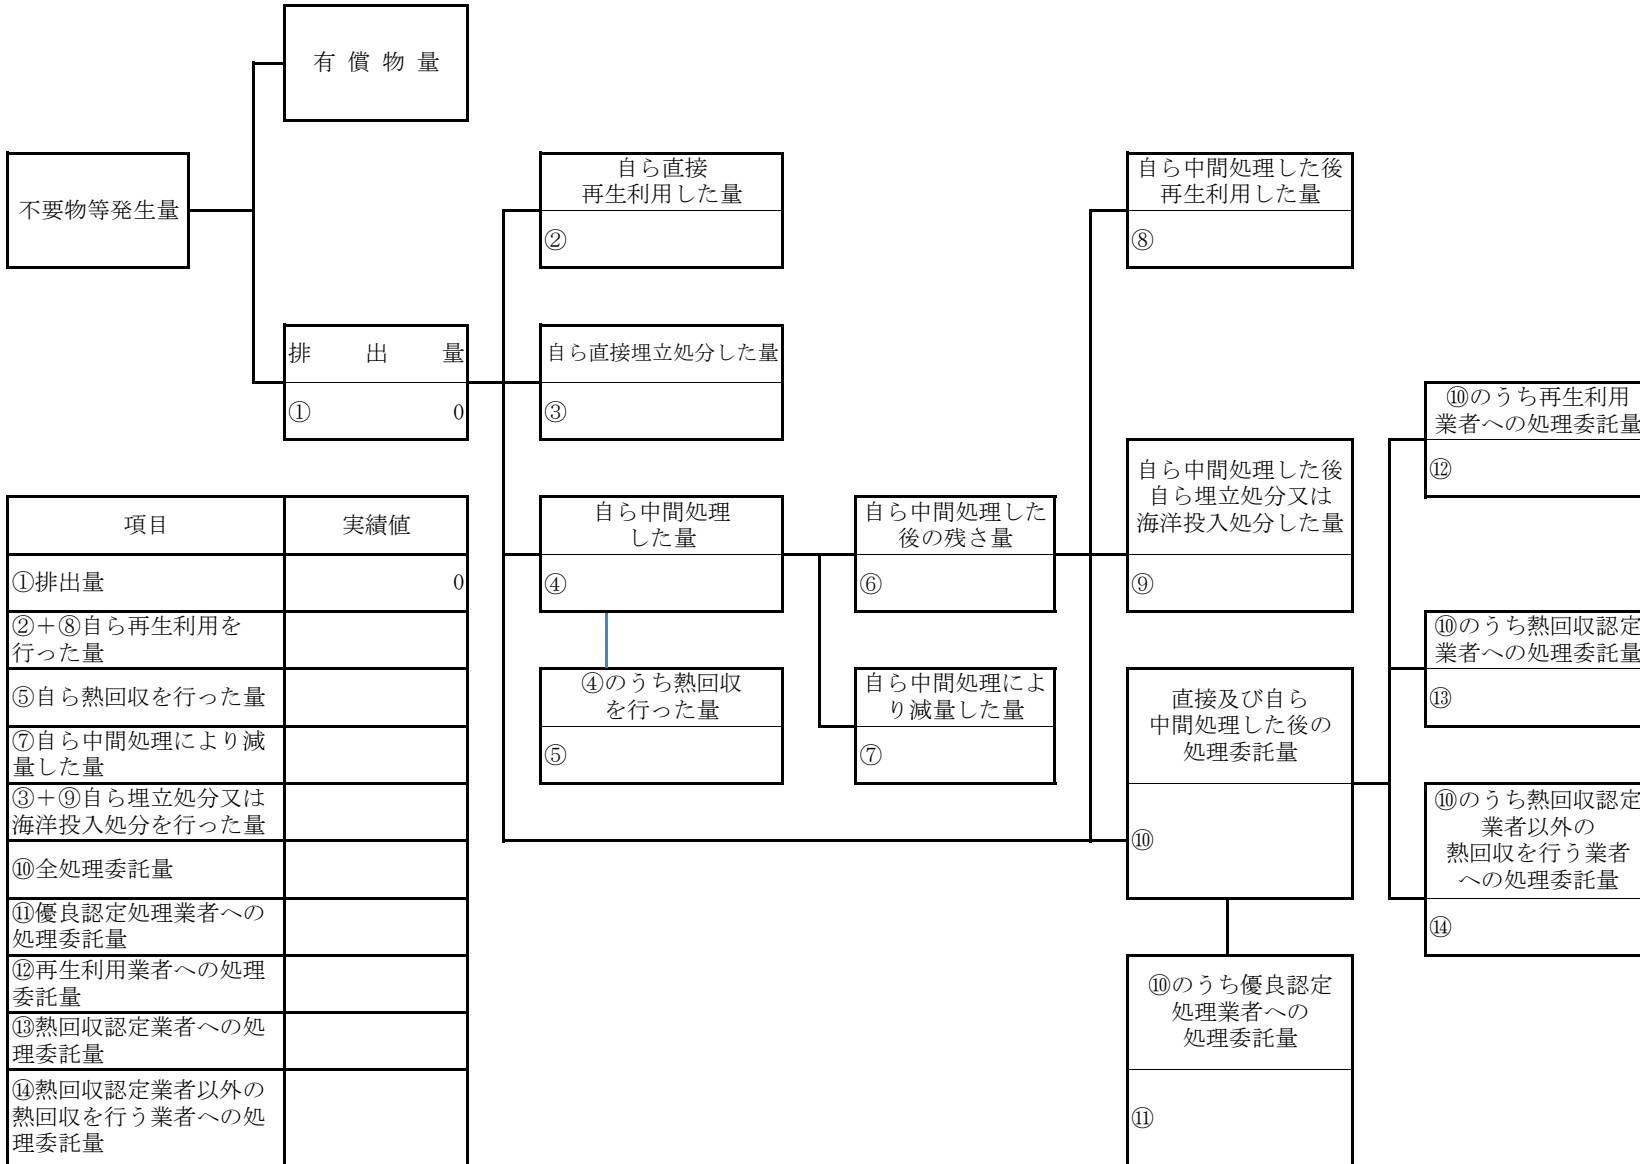 有 償 物 量
不要物等発生量
自ら直接
再生利用した量
②
自ら中間処理した後
再生利用した量
⑧
排 出 量
① 0
自ら直接埋立処分した量
③
⑩のうち再生利用
業者への処理委託量
⑫
自ら中間処理
した量
④
自ら中間処理した
後の残さ量
⑥
自ら中間処理した後
自ら埋立処分又は
海洋投入処分した量
⑨
④のうち熱回収
を行った量
⑤
自ら中間処理によ
り減量した量
⑦
直接及び自ら
中間処理した後の
処理委託量
⑩
⑩のうち熱回収認定
業者への処理委託量
⑬
⑩のうち熱回収認定
業者以外の
熱回収を行う業者
への処理委託量
⑭
⑩のうち優良認定
処理業者への
処理委託量
⑪
項目 実績値
①排出量 0
②＋⑧自ら再生利用を
行った量
⑤自ら熱回収を行った量
⑦自ら中間処理により減
量した量
③＋⑨自ら埋立処分又は
海洋投入処分を行った量
⑩全処理委託量
⑪優良認定処理業者への
処理委託量
⑫再生利用業者への処理
委託量
⑬熱回収認定業者への処
理委託量
⑭熱回収認定業者以外の
熱回収を行う業者への処
理委託量